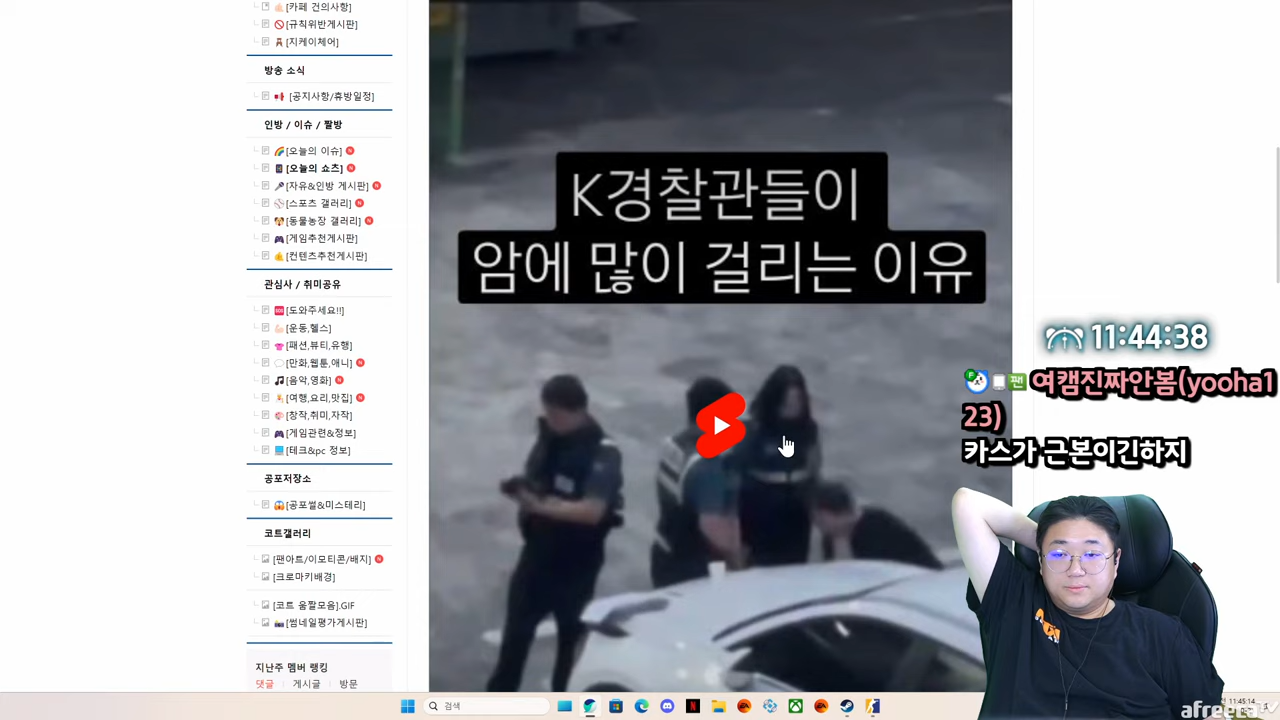 [카페 건의사항]
[규칙위반게시판]
[지케이체어]
방송 소식
[공지사항/휴방일정]
인방 / 이슈 / 짤방
[오늘의 이슈] N
[오늘의 쇼츠] N
[자유&인방 게시판] N
[스포츠 갤러리] N
[동물농장 갤러리] N
[게임추천게시판]
[컨텐츠추천게시판]
관심사 / 취미공유
[도와주세요!!]
[운동,헬스]
[패션,뷰티,유행]
[만화,웹툰,애니] N
[음악,영화] N
[여행,요리,맛집] N
[창작,취미,자작]
[게임관련&정보]
[테크&pc 정보]
공포저장소
[공포썰&미스테리]
코트갤러리
[팬아트/이모티콘/배지] N
[크로마키배경]
[코트 움짤모음].GIF
[썸네일평가게시판]
지난주 멤버 랭킹
댓글 게시글 방문
K경찰관들이
암에 많이 걸리는 이유
11:44:38
F 팬 여캠진짜안봄(yooha1
23)
카스가 근본이긴하지
검색
11:45:14
afreeca